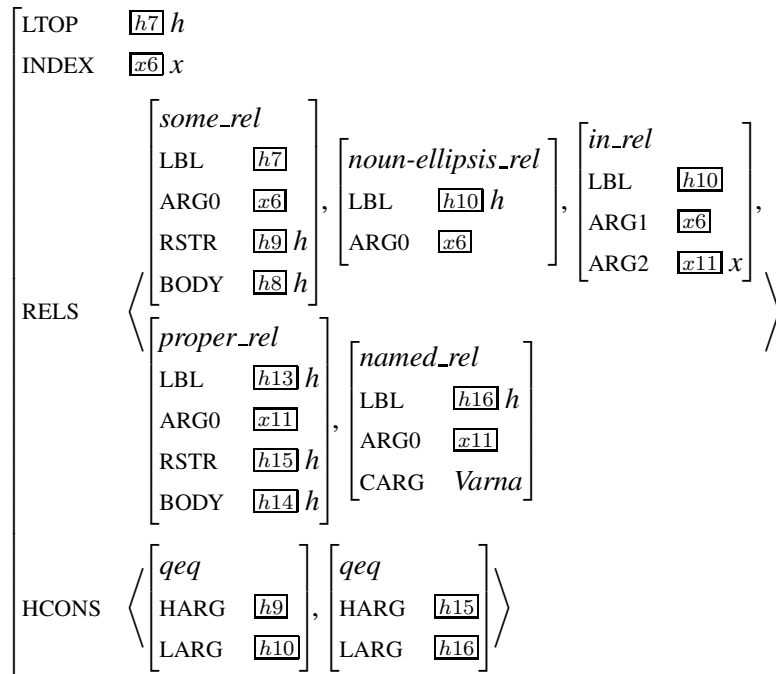 LTOP h7 h
INDEX x6 x
RELS
some_rel
LBL h7
ARG0 x6
RSTR h9 h
BODY h8 h
,
noun-ellipsis_rel
LBL h10 h
ARG0 x6
,
in_rel
LBL h10
ARG1 x6
ARG2 x11 x
,
proper_rel
LBL h13 h
ARG0 x11
RSTR h15 h
BODY h14 h
,
named_rel
LBL h16 h
ARG0 x11
CARG Varna
HCONS
qeq
HARG h9
LARG h10
,
qeq
HARG h15
LARG h16